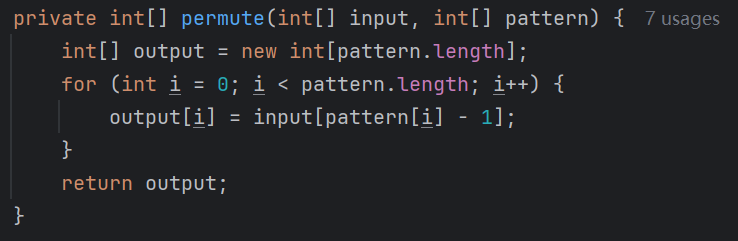 private int[] permute(int[] input, int[] pattern) { 7 usages
    int[] output = new int[pattern.length];
    for (int i = 0; i < pattern.length; i++) {
        output[i] = input[pattern[i] - 1];
    }
    return output;
}